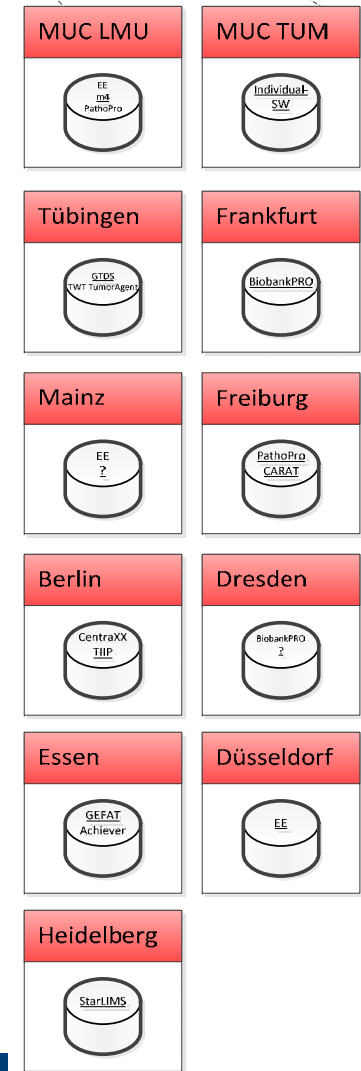 MUC LMU
EE
m4
PathoPro
MUC TUM
Individual-
SW
Tübingen
GTDS
TWT TumorAgent
Frankfurt
BiobankPRO
Mainz
EE
?
Freiburg
PathoPro
CARAT
Berlin
CentraXX
TIIP
Dresden
BiobankPRO
?
Essen
GEFAT
Achiever
Düsseldorf
EE
Heidelberg
StarLIMS